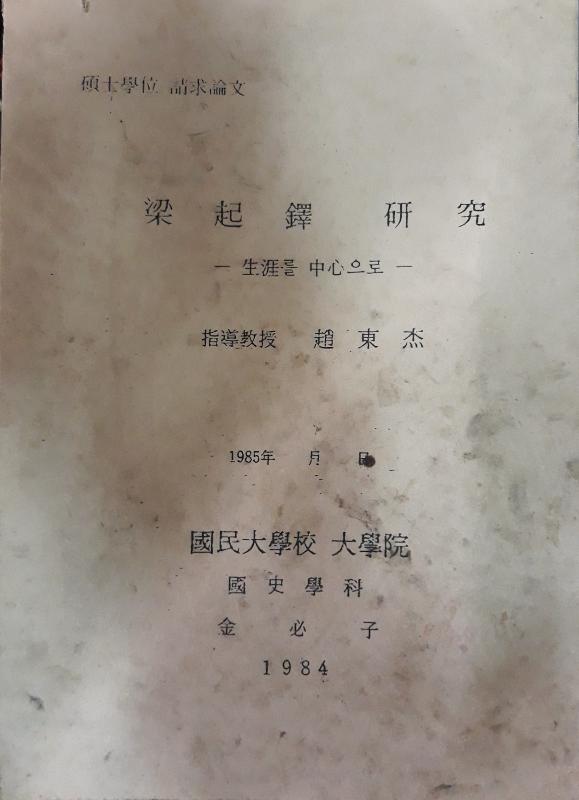 碩士學位 請求論文
梁起鐸 研究
— 生涯를 中心으로 —
指導教授 趙東杰
1985年 月 日
國民大學校 大學院
國史學科
金必子
1984